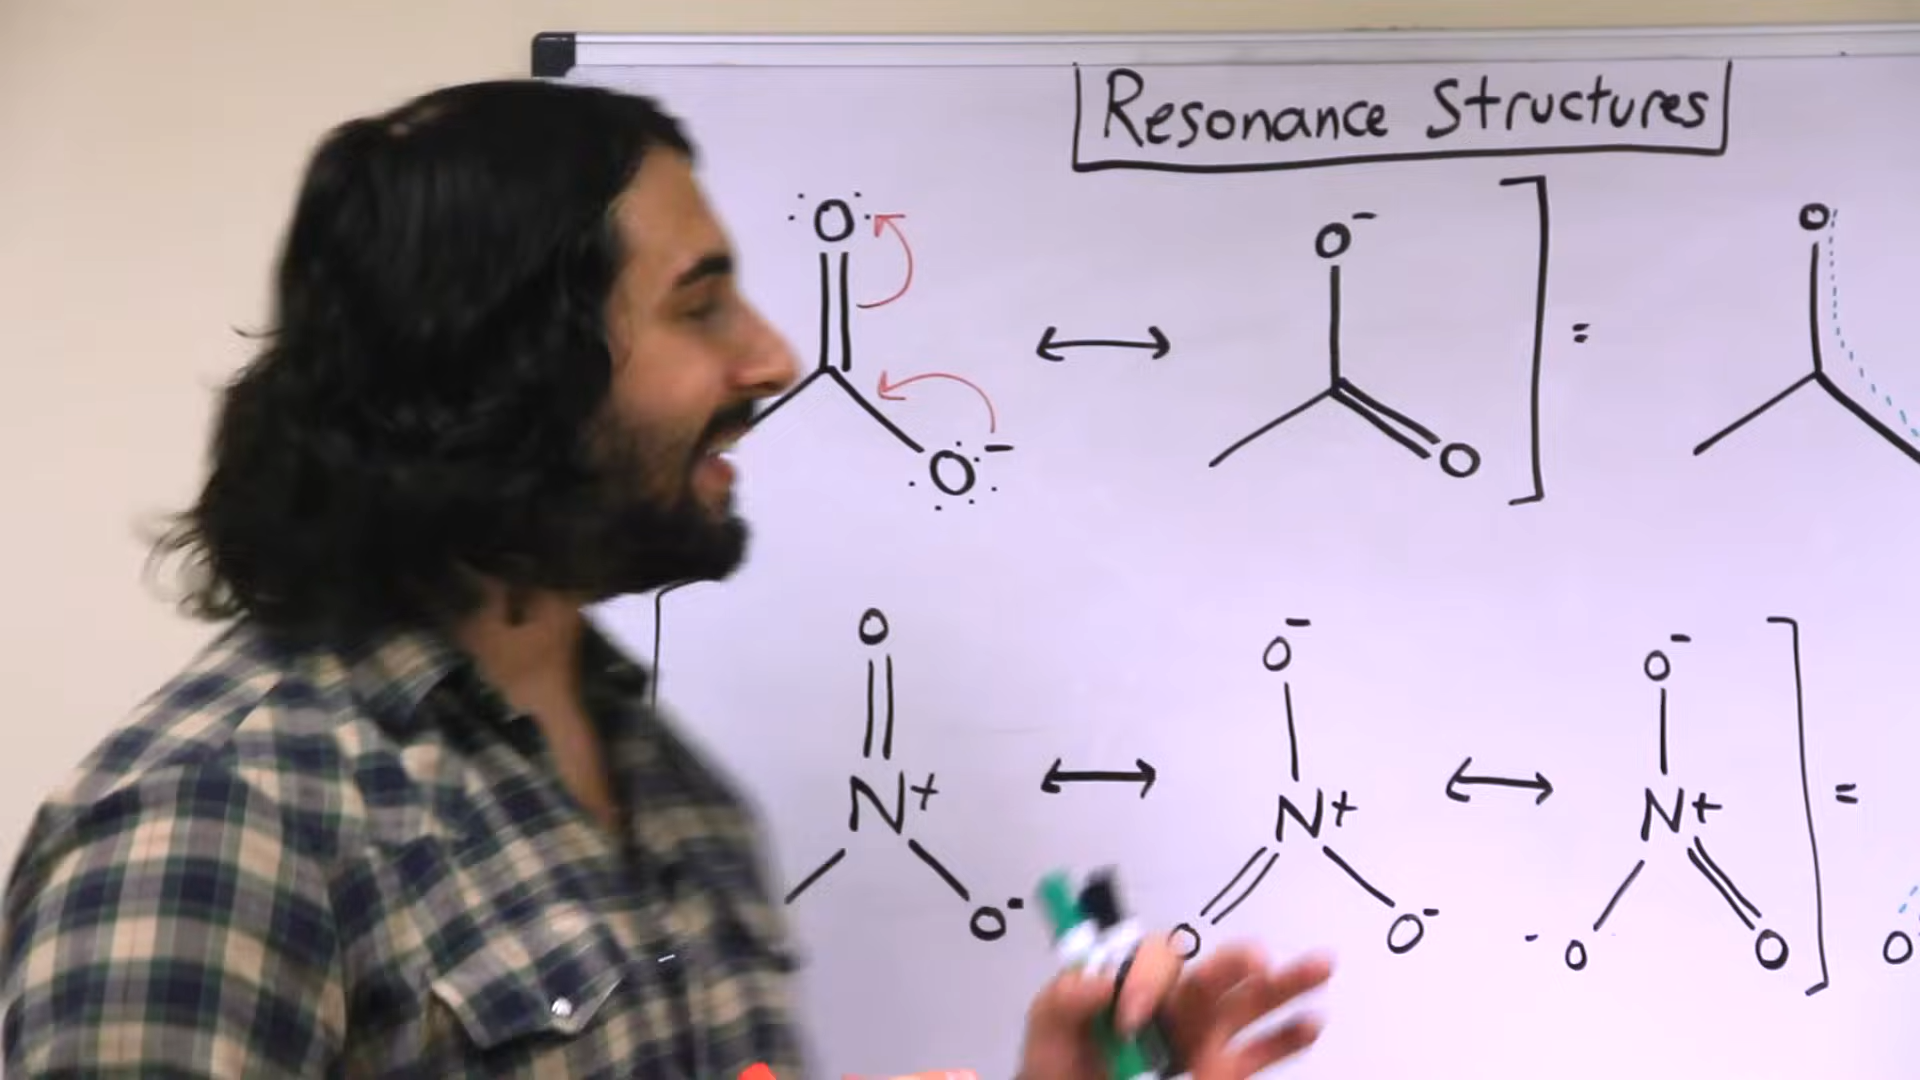 Resonance Structures
O
O⁻
O⁻
O
=
O
O
N⁺
O⁻
O⁻
N⁺
O
O⁻
O⁻
N⁺
⁻O
O
=
O